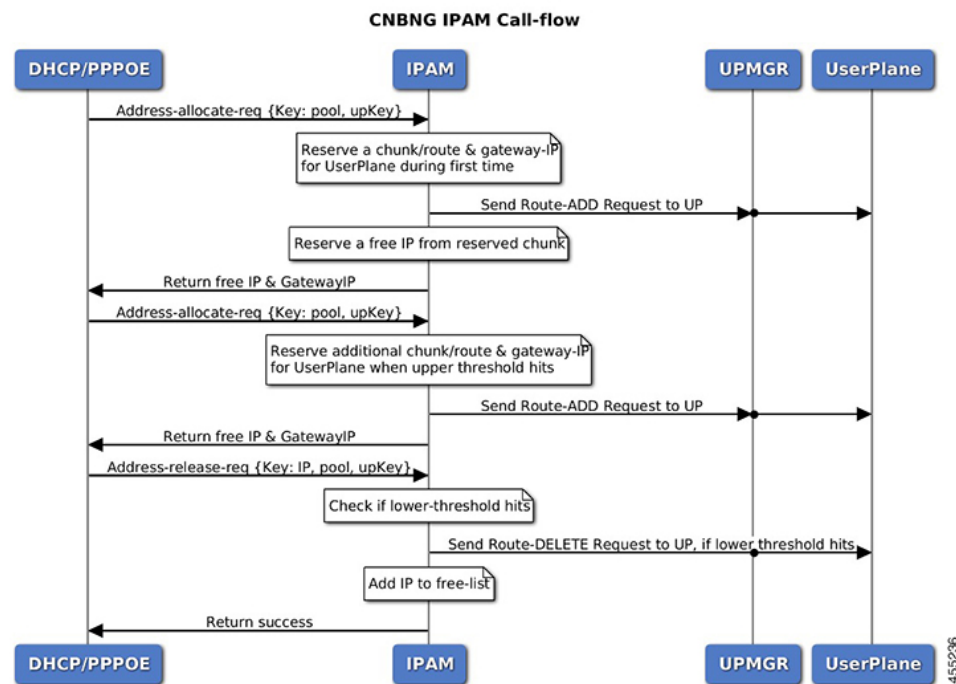 CNBNG IPAM Call-flow
DHCP/PPPOE IPAM UPMGR UserPlane
Address-allocate-req {Key: pool, upKey}
Reserve a chunk/route & gateway-IP
for UserPlane during first time
Send Route-ADD Request to UP
Reserve a free IP from reserved chunk
Return free IP & GatewayIP
Address-allocate-req {Key: pool, upKey}
Reserve additional chunk/route & gateway-IP
for UserPlane when upper threshold hits
Send Route-ADD Request to UP
Return free IP & GatewayIP
Address-release-req {Key: IP, pool, upKey}
Check if lower-threshold hits
Send Route-DELETE Request to UP, if lower threshold hits
Add IP to free-list
Return success
DHCP/PPPOE IPAM UPMGR UserPlane
455236